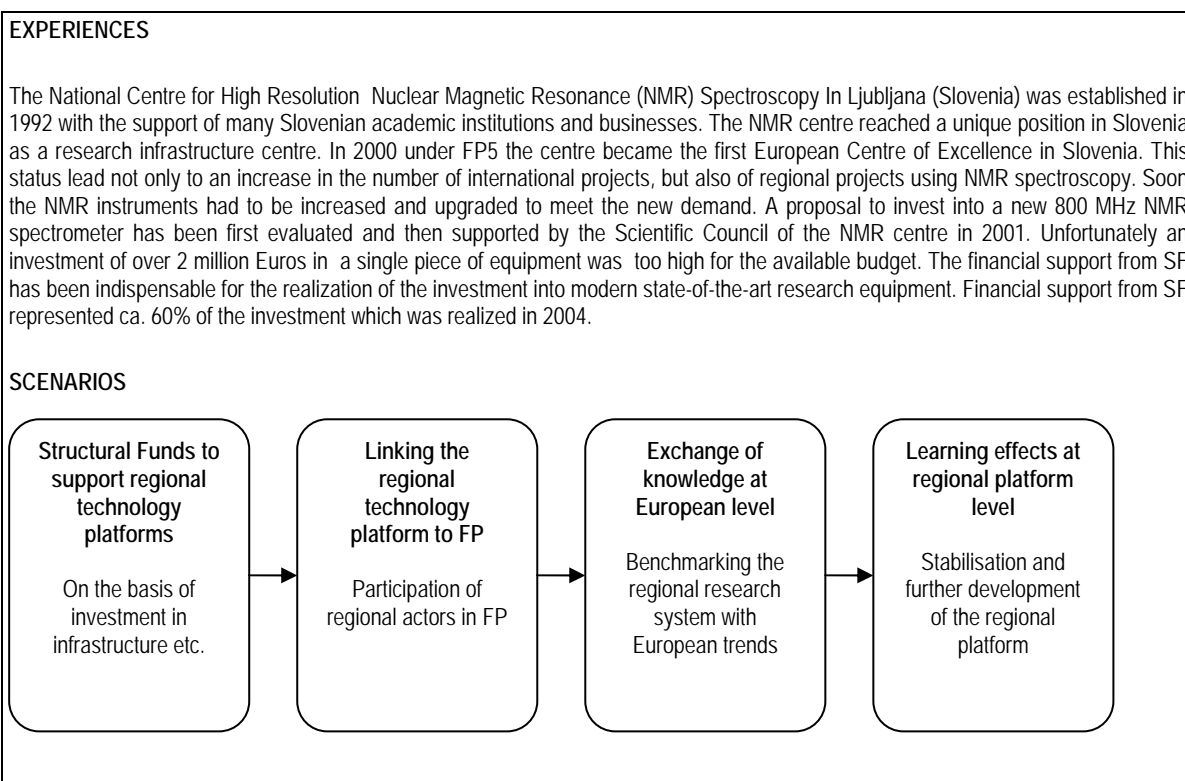 EXPERIENCES
The National Centre for High Resolution Nuclear Magnetic Resonance (NMR) Spectroscopy In Ljubljana (Slovenia) was established in
1992 with the support of many Slovenian academic institutions and businesses. The NMR centre reached a unique position in Slovenia
as a research infrastructure centre. In 2000 under FP5 the centre became the first European Centre of Excellence in Slovenia. This
status lead not only to an increase in the number of international projects, but also of regional projects using NMR spectroscopy. Soon
the NMR instruments had to be increased and upgraded to meet the new demand. A proposal to invest into a new 800 MHz NMR
spectrometer has been first evaluated and then supported by the Scientific Council of the NMR centre in 2001. Unfortunately an
investment of over 2 million Euros in a single piece of equipment was too high for the available budget. The financial support from SF
has been indispensable for the realization of the investment into modern state-of-the-art research equipment. Financial support from SF
represented ca. 60% of the investment which was realized in 2004.
SCENARIOS
Structural Funds to
support regional
technology
platforms
On the basis of
investment in
infrastructure etc.
Linking the
regional
technology
platform to FP
Participation of
regional actors in FP
Exchange of
knowledge at
European level
Benchmarking the
regional research
system with
European trends
Learning effects at
regional platform
level
Stabilisation and
further development
of the regional
platform